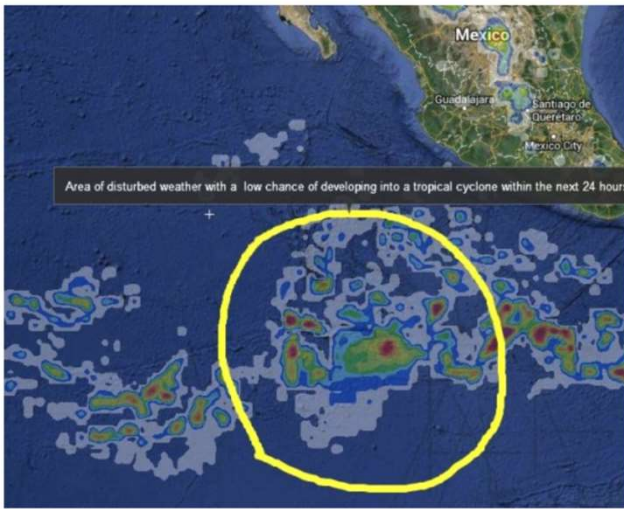 Mexico
Guadalajara
Santiago de
Querétaro
Mexico City
Area of disturbed weather with a low chance of developing into a tropical cyclone within the next 24 hours